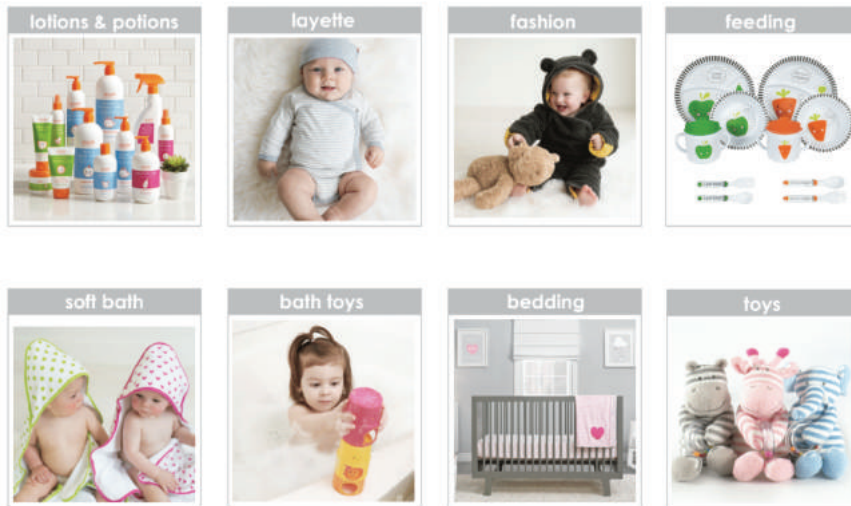 lotions & potions
layette
fashion
feeding
soft bath
bath toys
bedding
toys